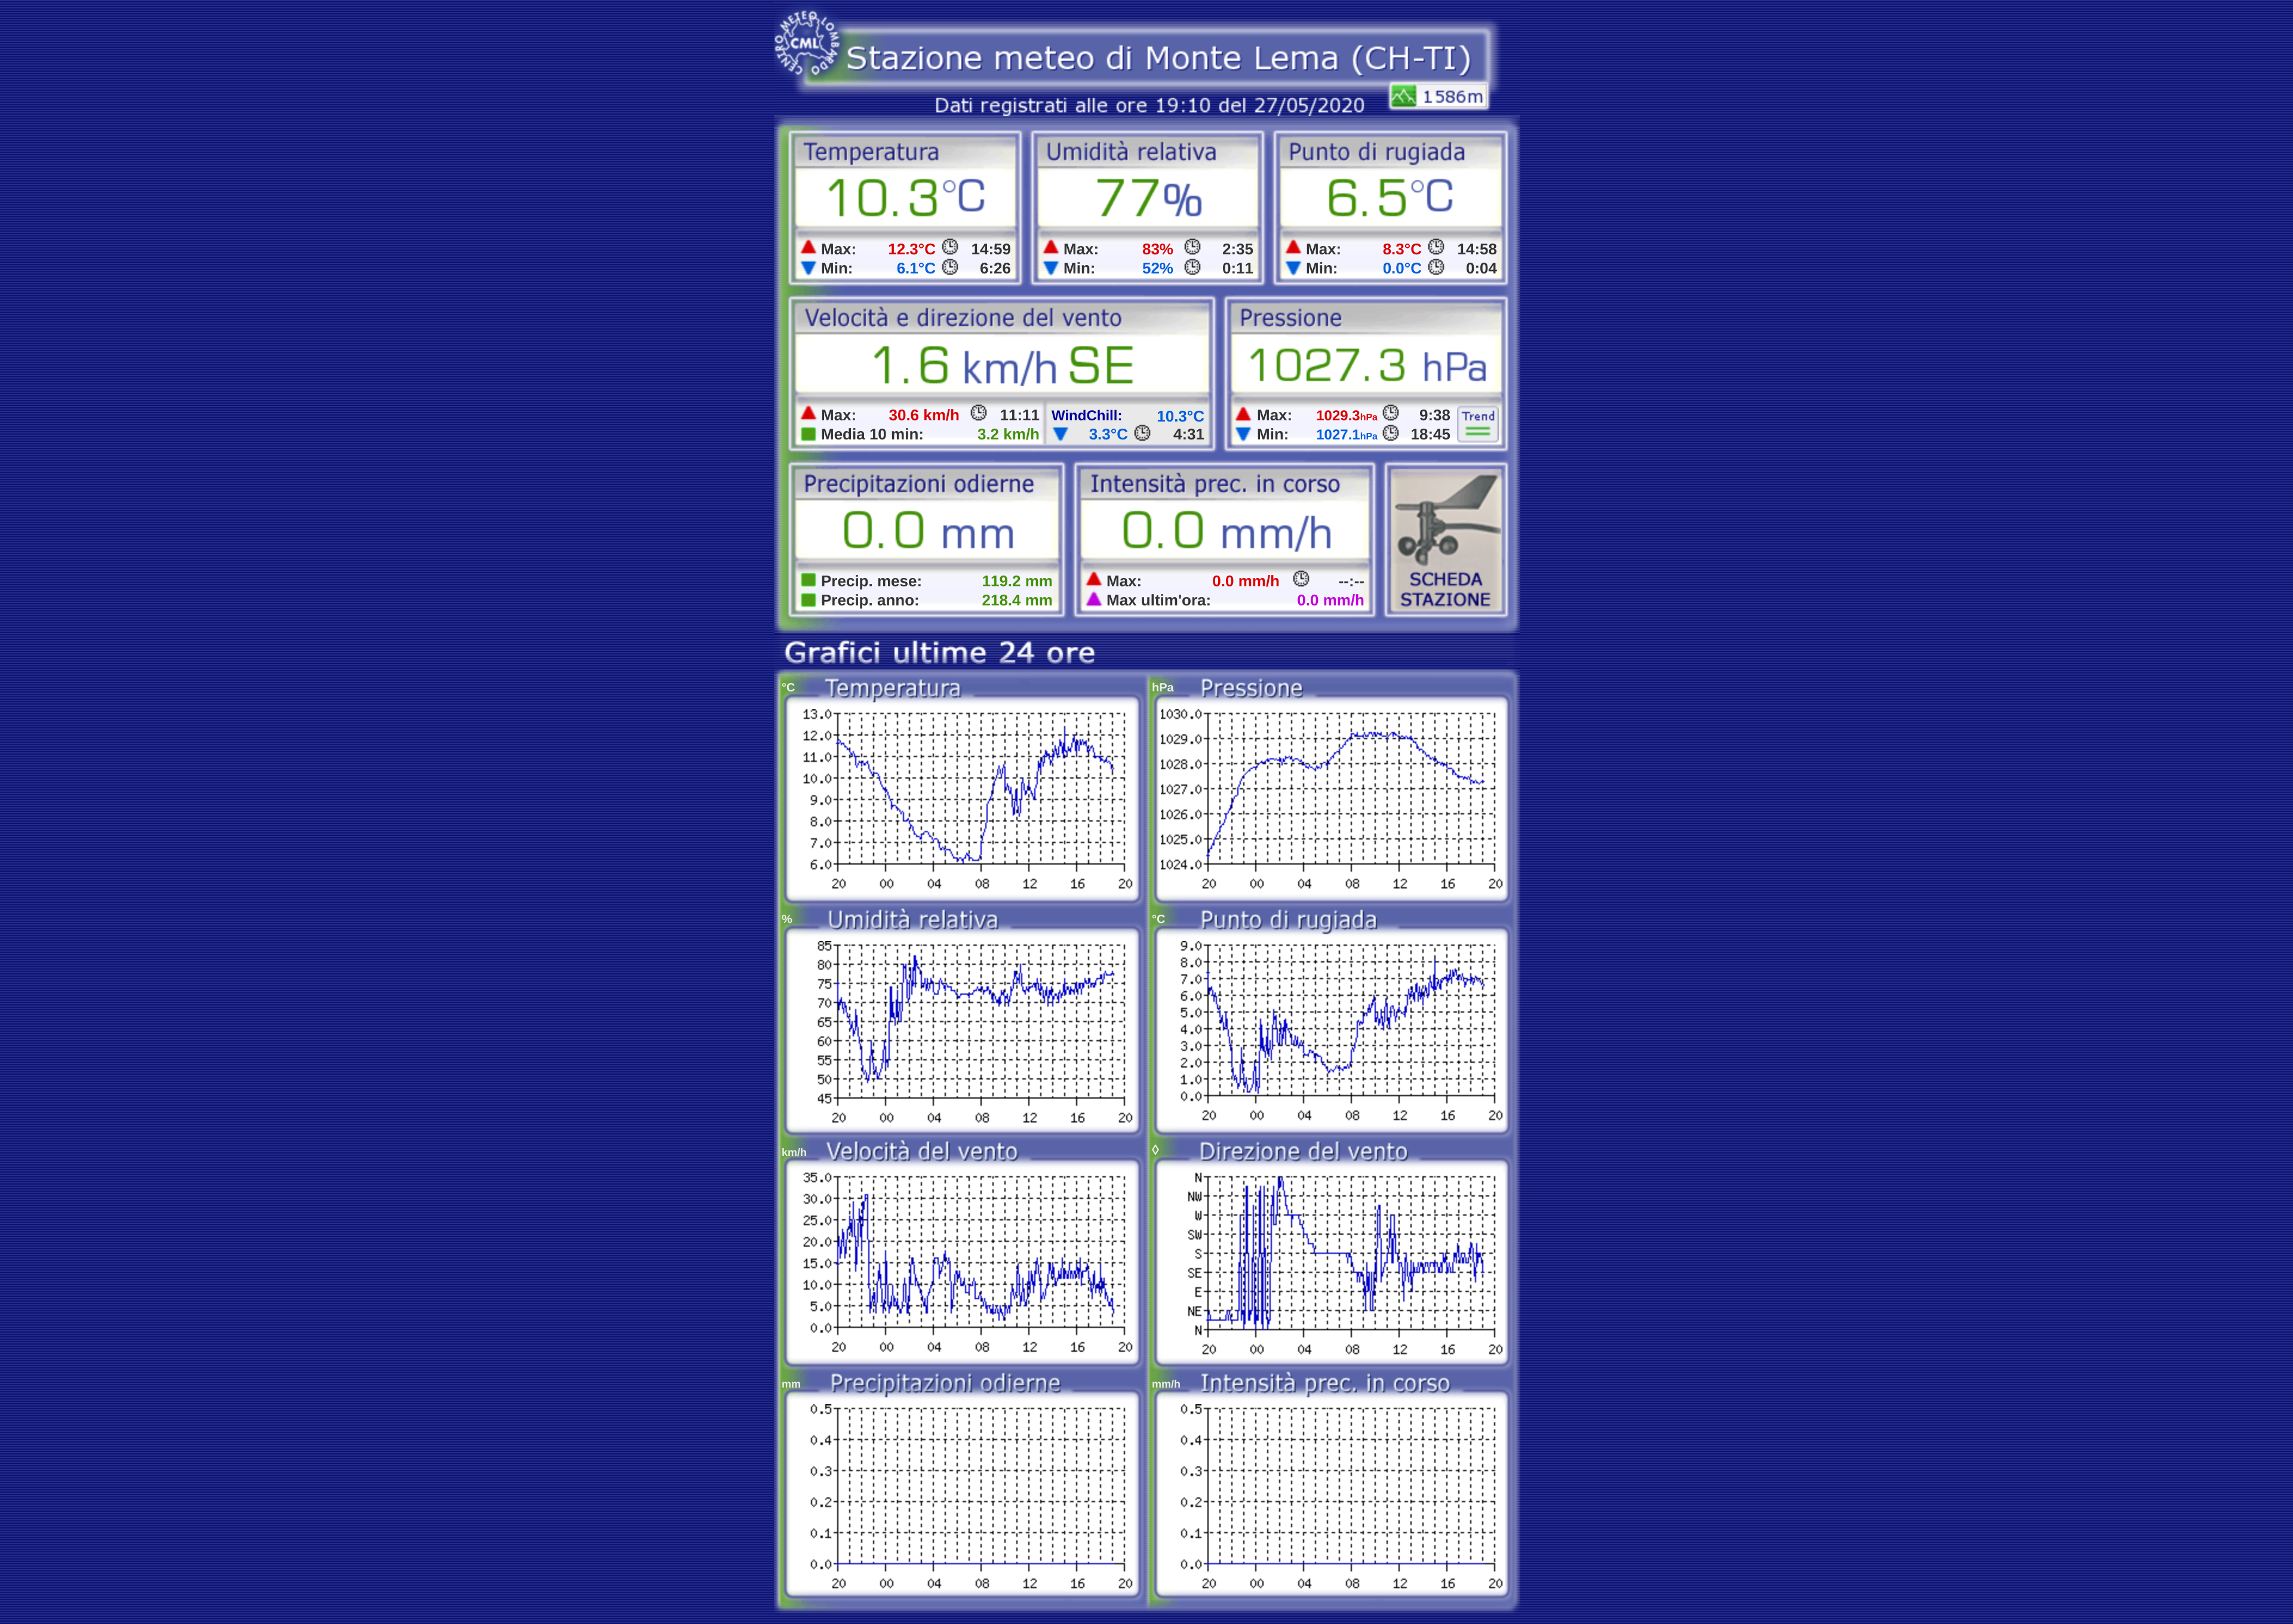 CENTRO METEO LOMBARDO
CML
Stazione meteo di Monte Lema (CH-TI)
1586m
Dati registrati alle ore 19:10 del 27/05/2020
Temperatura
10.3°C
Max: 12.3°C 14:59
Min: 6.1°C 6:26
Umidità relativa
77%
Max: 83% 2:35
Min: 52% 0:11
Punto di rugiada
6.5°C
Max: 8.3°C 14:58
Min: 0.0°C 0:04
Velocità e direzione del vento
1.6 km/h SE
Max: 30.6 km/h 11:11
Media 10 min: 3.2 km/h
WindChill: 10.3°C
3.3°C 4:31
Pressione
1027.3 hPa
Max: 1029.3hPa 9:38
Min: 1027.1hPa 18:45
Trend
Precipitazioni odierne
0.0 mm
Precip. mese: 119.2 mm
Precip. anno: 218.4 mm
Intensità prec. in corso
0.0 mm/h
Max: 0.0 mm/h --:--
Max ultim'ora: 0.0 mm/h
SCHEDA
STAZIONE
Grafici ultime 24 ore
°C Temperatura
13.0
12.0
11.0
10.0
9.0
8.0
7.0
6.0
20 00 04 08 12 16 20
hPa Pressione
1030.0
1029.0
1028.0
1027.0
1026.0
1025.0
1024.0
20 00 04 08 12 16 20
% Umidità relativa
85
80
75
70
65
60
55
50
45
20 00 04 08 12 16 20
°C Punto di rugiada
9.0
8.0
7.0
6.0
5.0
4.0
3.0
2.0
1.0
0.0
20 00 04 08 12 16 20
km/h Velocità del vento
35.0
30.0
25.0
20.0
15.0
10.0
5.0
0.0
20 00 04 08 12 16 20
◊ Direzione del vento
N
NW
W
SW
S
SE
E
NE
N
20 00 04 08 12 16 20
mm Precipitazioni odierne
0.5
0.4
0.3
0.2
0.1
0.0
20 00 04 08 12 16 20
mm/h Intensità prec. in corso
0.5
0.4
0.3
0.2
0.1
0.0
20 00 04 08 12 16 20